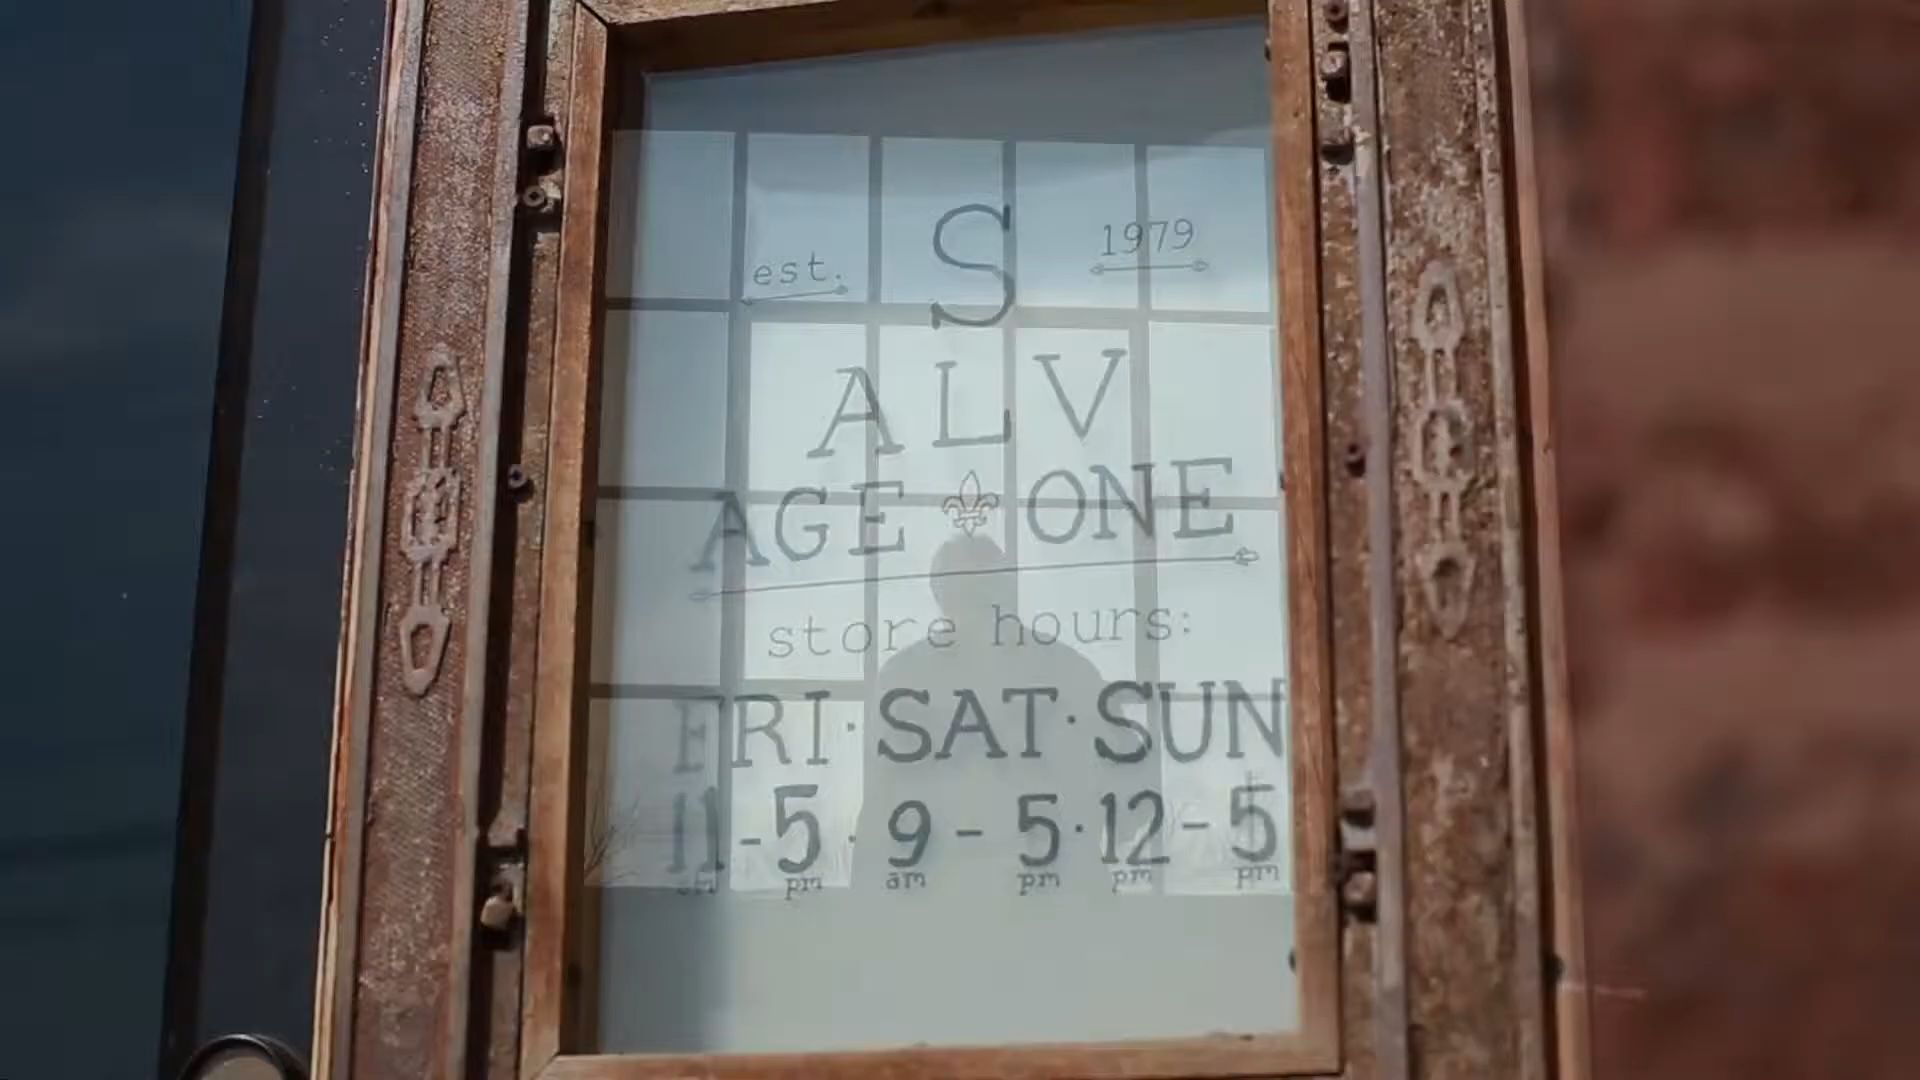 est. S 1979
ALV
AGE ⚜ ONE
store hours:
FRI · SAT · SUN
11 - 5 · 9 - 5 · 12 - 5
am pm am pm pm pm